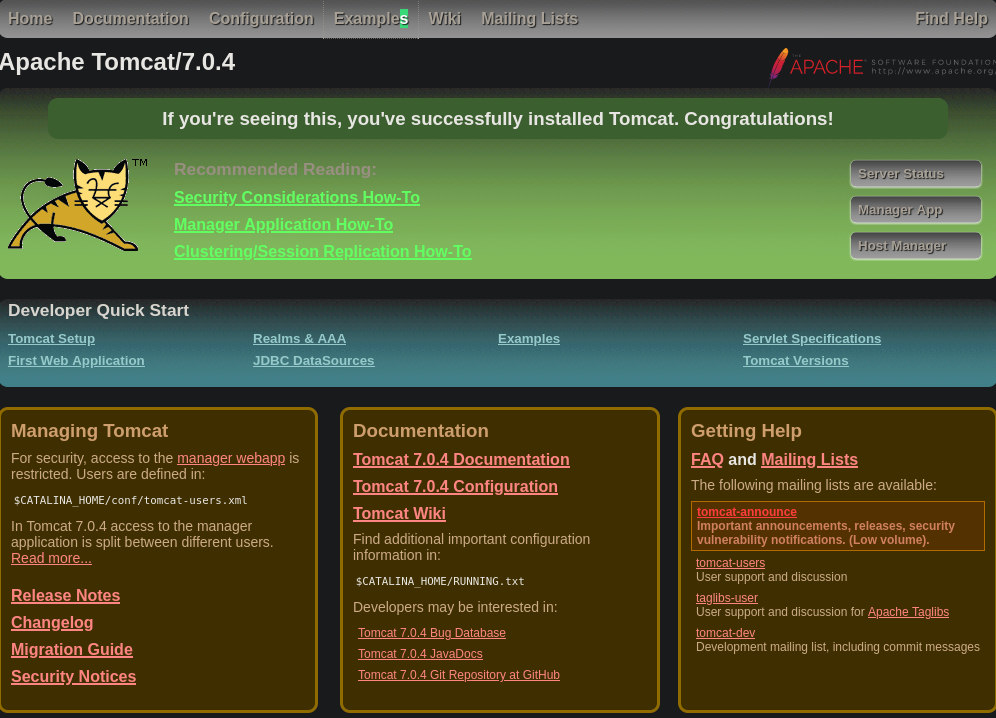 Home Documentation Configuration Examples Wiki Mailing Lists Find Help
Apache Tomcat/7.0.4
THE
APACHE SOFTWARE FOUNDATION
http://www.apache.org
If you're seeing this, you've successfully installed Tomcat. Congratulations!
TM
Recommended Reading:
Security Considerations How-To
Manager Application How-To
Clustering/Session Replication How-To
Server Status
Manager App
Host Manager
Developer Quick Start
Tomcat Setup
First Web Application
Realms & AAA
JDBC DataSources
Examples
Servlet Specifications
Tomcat Versions
Managing Tomcat
For security, access to the manager webapp is
restricted. Users are defined in:
$CATALINA_HOME/conf/tomcat-users.xml
In Tomcat 7.0.4 access to the manager
application is split between different users.
Read more...
Release Notes
Changelog
Migration Guide
Security Notices
Documentation
Tomcat 7.0.4 Documentation
Tomcat 7.0.4 Configuration
Tomcat Wiki
Find additional important configuration
information in:
$CATALINA_HOME/RUNNING.txt
Developers may be interested in:
Tomcat 7.0.4 Bug Database
Tomcat 7.0.4 JavaDocs
Tomcat 7.0.4 Git Repository at GitHub
Getting Help
FAQ and Mailing Lists
The following mailing lists are available:
tomcat-announce
Important announcements, releases, security
vulnerability notifications. (Low volume).
tomcat-users
User support and discussion
taglibs-user
User support and discussion for Apache Taglibs
tomcat-dev
Development mailing list, including commit messages